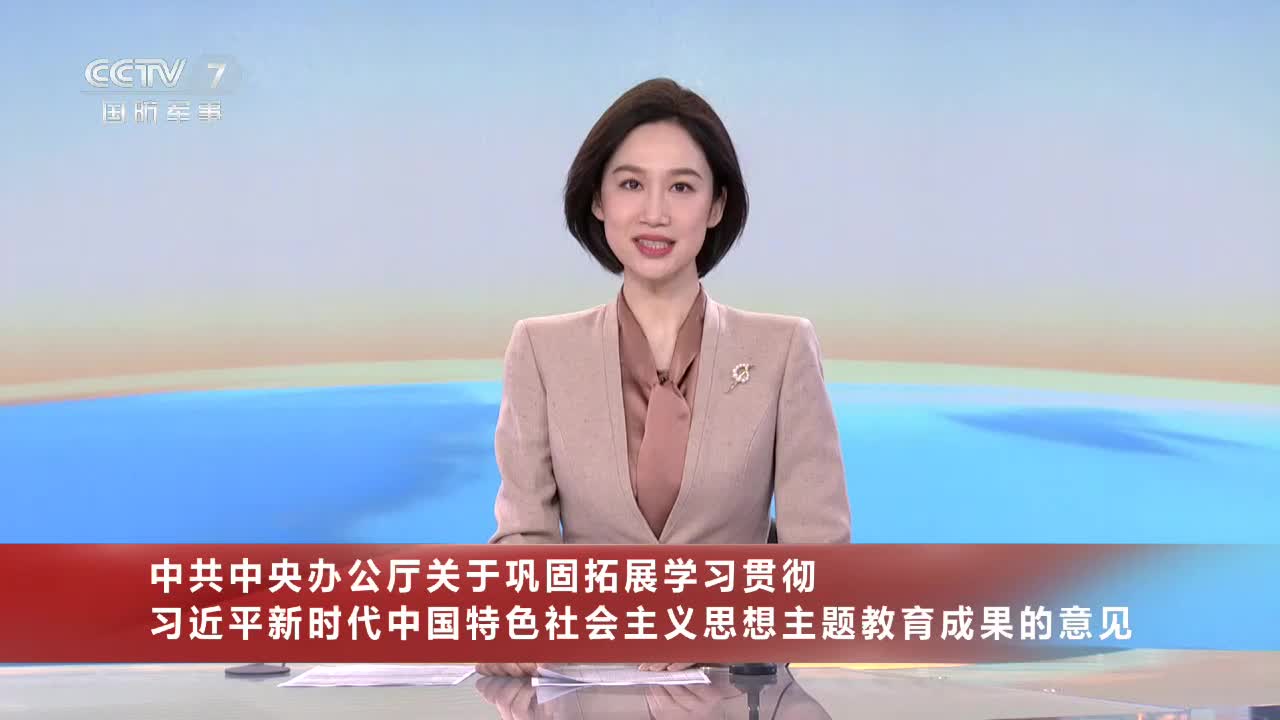 CCTV 7
国防军事
中共中央办公厅关于巩固拓展学习贯彻
习近平新时代中国特色社会主义思想主题教育成果的意见